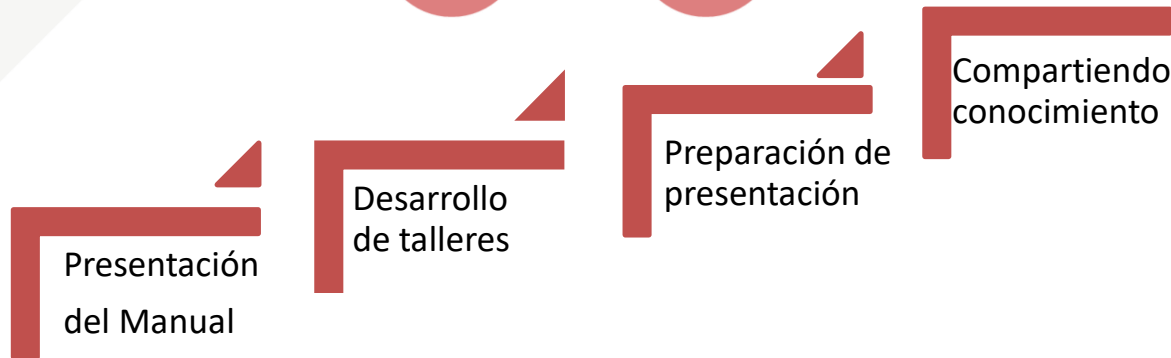 Presentación
del Manual
Desarrollo
de talleres
Preparación de
presentación
Compartiendo
conocimiento